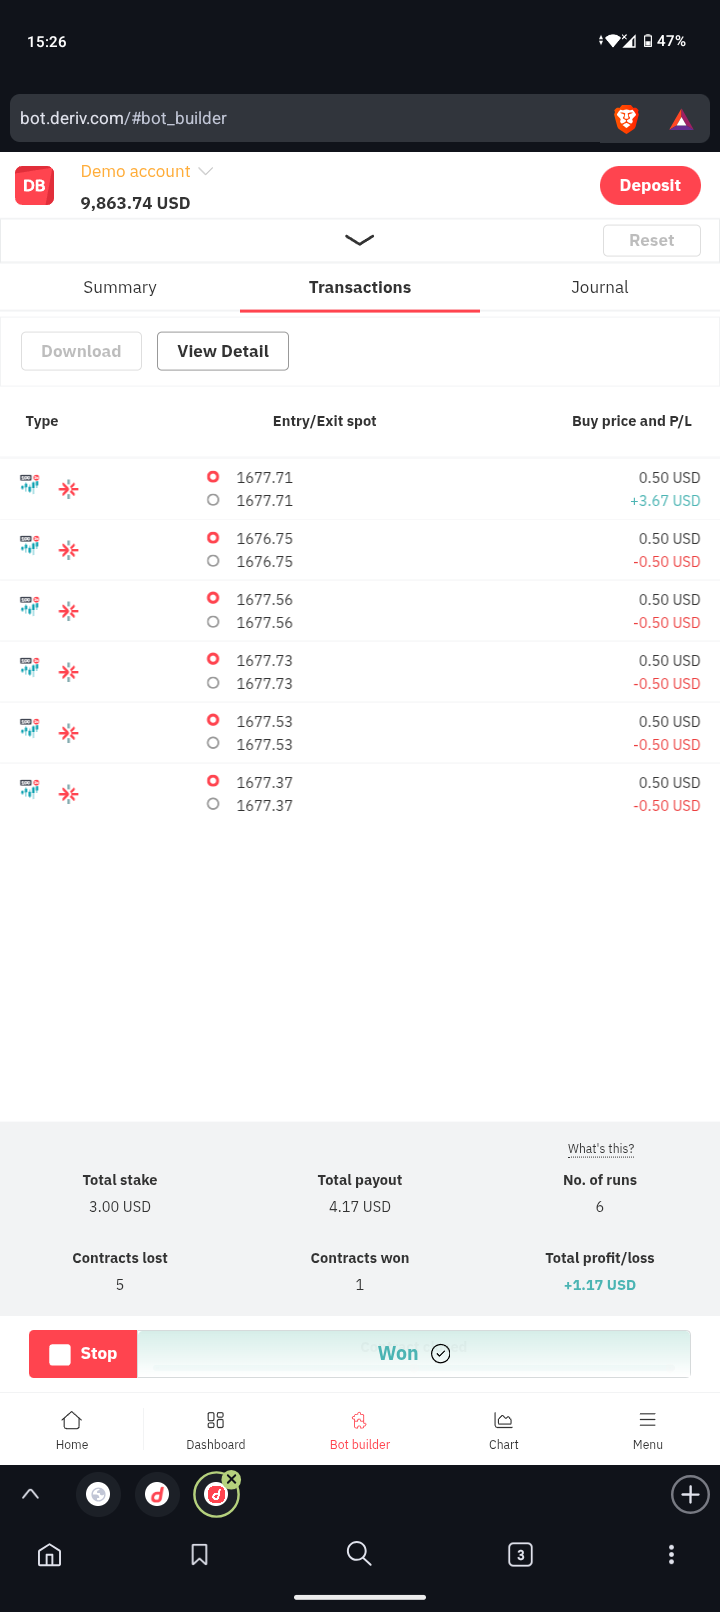 15:26
47%
bot.deriv.com/#bot_builder
DB
Demo account
9,863.74 USD
Deposit
Reset
Summary Transactions Journal
Download View Detail
Type Entry/Exit spot Buy price and P/L
1677.71 0.50 USD
1677.71 +3.67 USD
1676.75 0.50 USD
1676.75 -0.50 USD
1677.56 0.50 USD
1677.56 -0.50 USD
1677.73 0.50 USD
1677.73 -0.50 USD
1677.53 0.50 USD
1677.53 -0.50 USD
1677.37 0.50 USD
1677.37 -0.50 USD
What's this?
Total stake Total payout No. of runs
3.00 USD 4.17 USD 6
Contracts lost Contracts won Total profit/loss
5 1 +1.17 USD
Stop Won
Home Dashboard Bot builder Chart Menu
3